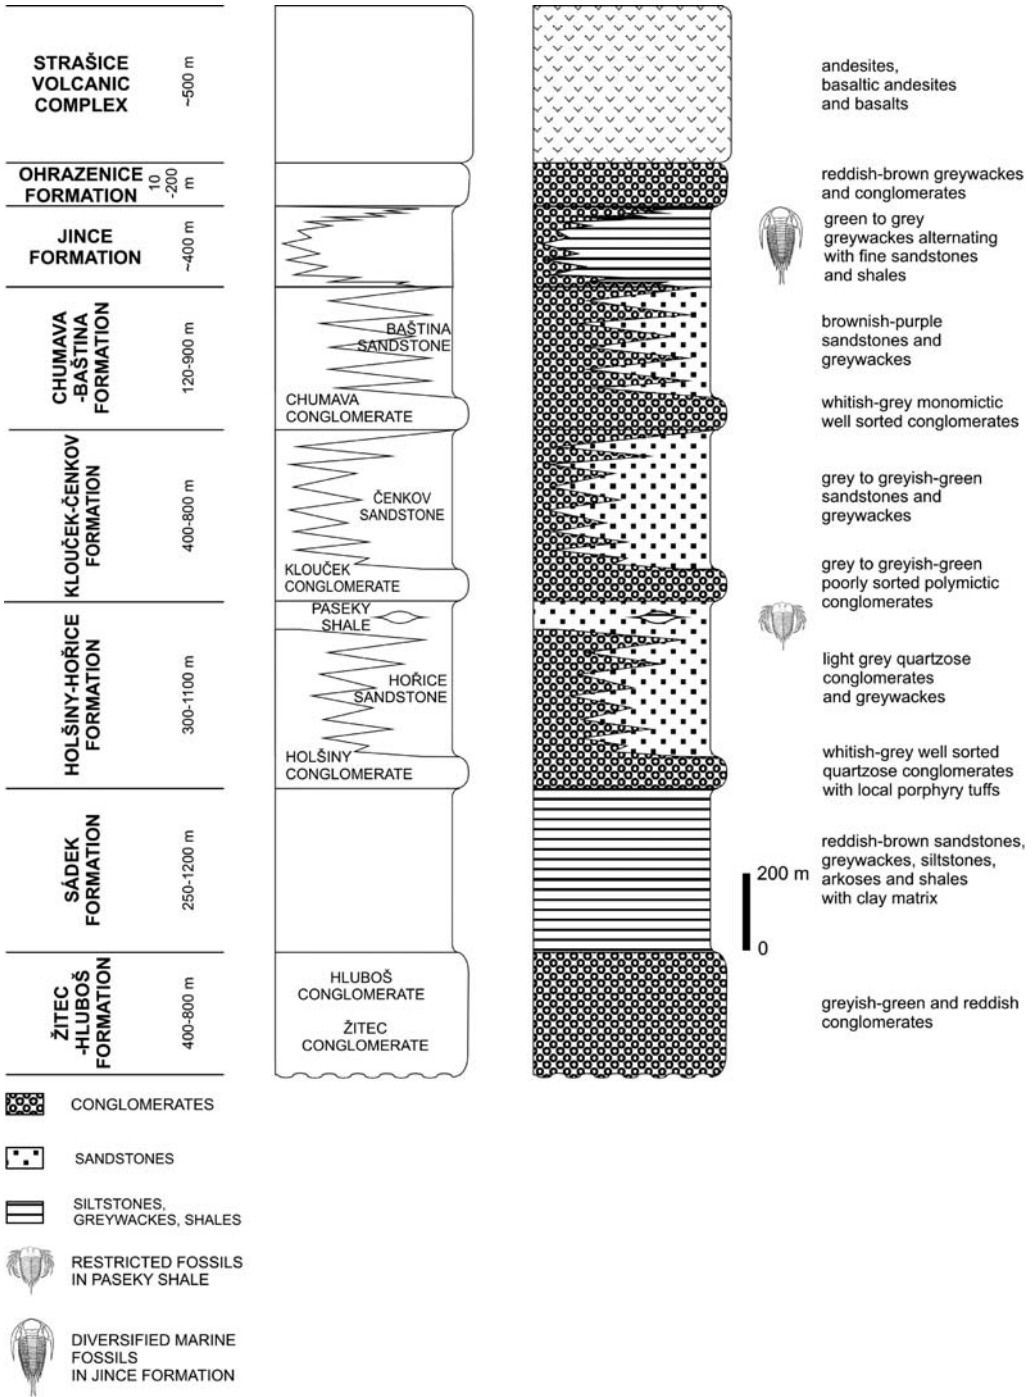 STRAŠICE
VOLCANIC
COMPLEX
~500 m
andesites,
basaltic andesites
and basalts
OHRAZENICE
FORMATION
10
-200
m
reddish-brown greywackes
and conglomerates
JINCE
FORMATION
~400 m
green to grey
greywackes alternating
with fine sandstones
and shales
CHUMAVA
-BAŠTINA
FORMATION
120-900 m
BAŠTINA
SANDSTONE
CHUMAVA
CONGLOMERATE
brownish-purple
sandstones and
greywackes
whitish-grey monomictic
well sorted conglomerates
KLOUČEK-ČENKOV
FORMATION
400-800 m
ČENKOV
SANDSTONE
KLOUČEK
CONGLOMERATE
grey to greyish-green
sandstones and
greywackes
grey to greyish-green
poorly sorted polymictic
conglomerates
HOLŠINY-HOŘICE
FORMATION
300-1100 m
PASEKY
SHALE
HOŘICE
SANDSTONE
HOLŠINY
CONGLOMERATE
light grey quartzose
conglomerates
and greywackes
whitish-grey well sorted
quartzose conglomerates
with local porphyry tuffs
SÁDEK
FORMATION
250-1200 m
200 m
0
reddish-brown sandstones,
greywackes, siltstones,
arkoses and shales
with clay matrix
ŽITEC
-HLUBOŠ
FORMATION
400-800 m
HLUBOŠ
CONGLOMERATE
ŽITEC
CONGLOMERATE
greyish-green and reddish
conglomerates
CONGLOMERATES
SANDSTONES
SILTSTONES,
GREYWACKES, SHALES
RESTRICTED FOSSILS
IN PASEKY SHALE
DIVERSIFIED MARINE
FOSSILS
IN JINCE FORMATION